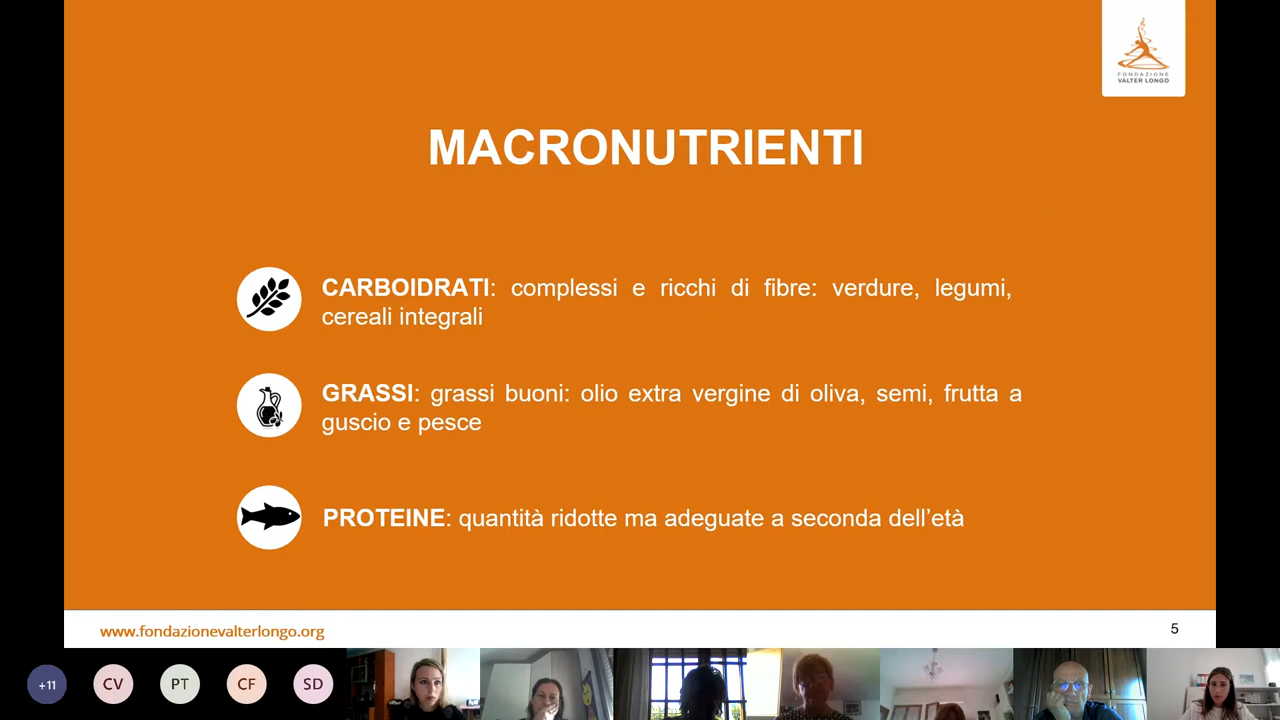 FONDAZIONE
VALTER LONGO
MACRONUTRIENTI
CARBOIDRATI: complessi e ricchi di fibre: verdure, legumi,
cereali integrali
GRASSI: grassi buoni: olio extra vergine di oliva, semi, frutta a
guscio e pesce
PROTEINE: quantità ridotte ma adeguate a seconda dell’età
www.fondazionevalterlongo.org
5
+11
CV
PT
CF
SD